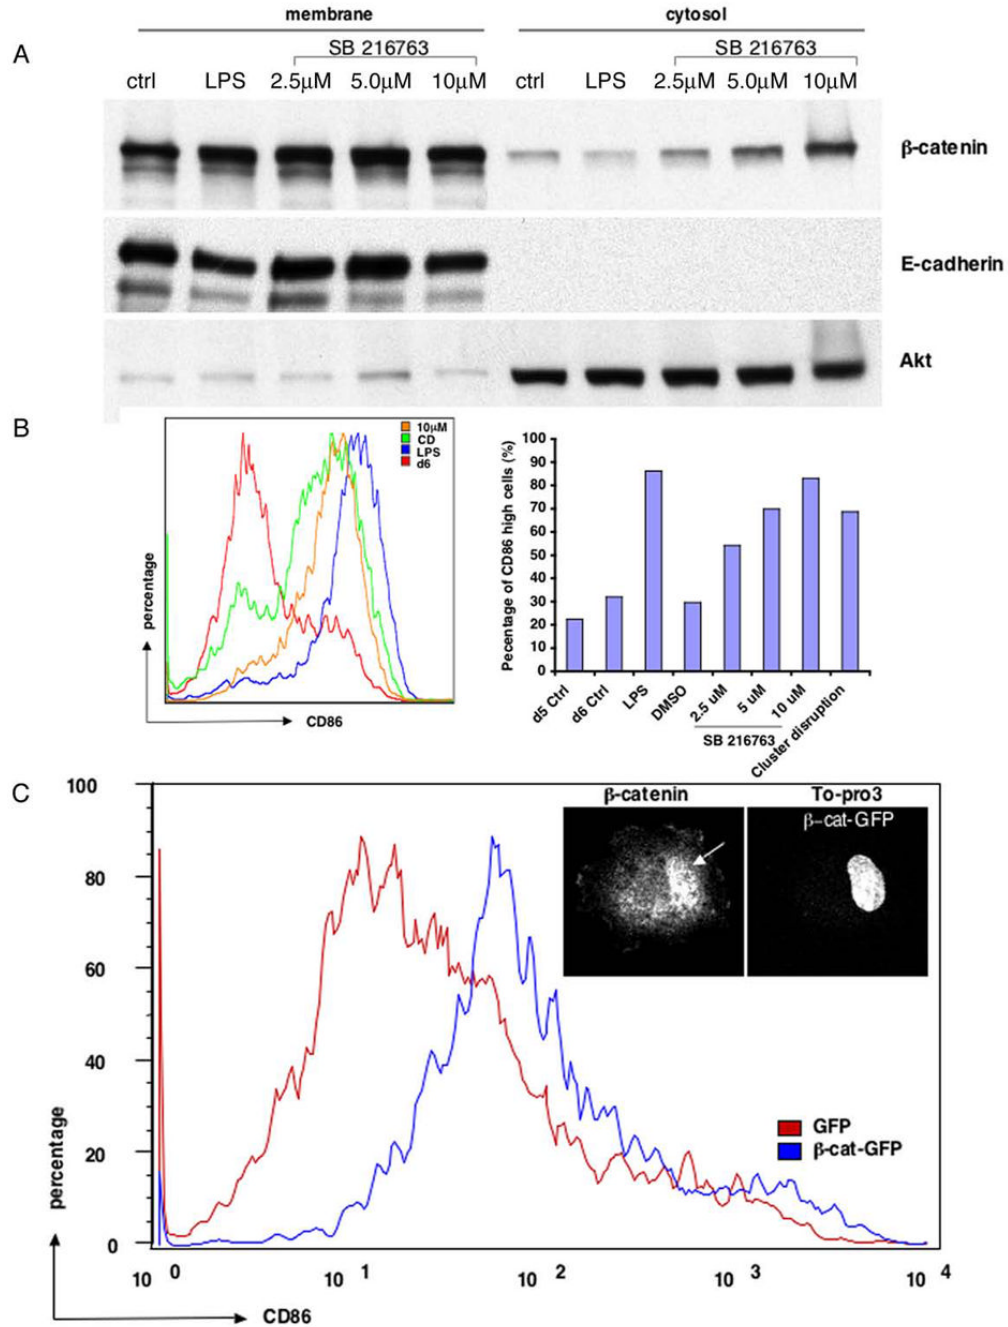 membrane cytosol
A SB 216763 SB 216763
ctrl LPS 2.5μM 5.0μM 10μM ctrl LPS 2.5μM 5.0μM 10μM
β-catenin
E-cadherin
Akt
B
10μM
CD
LPS
d6
percentage
CD86
Pecentage of CD86 high cells (%)
100
90
80
70
60
50
40
30
20
10
0
d5 Ctrl d6 Ctrl LPS DMSO 2.5 uM 5 uM 10 uM Cluster disruption
SB 216763
C
β-catenin To-pro3
β-cat-GFP
100
80
60
40
20
0
percentage
GFP
β-cat-GFP
10 0 10 1 10 2 10 3 10 4
CD86